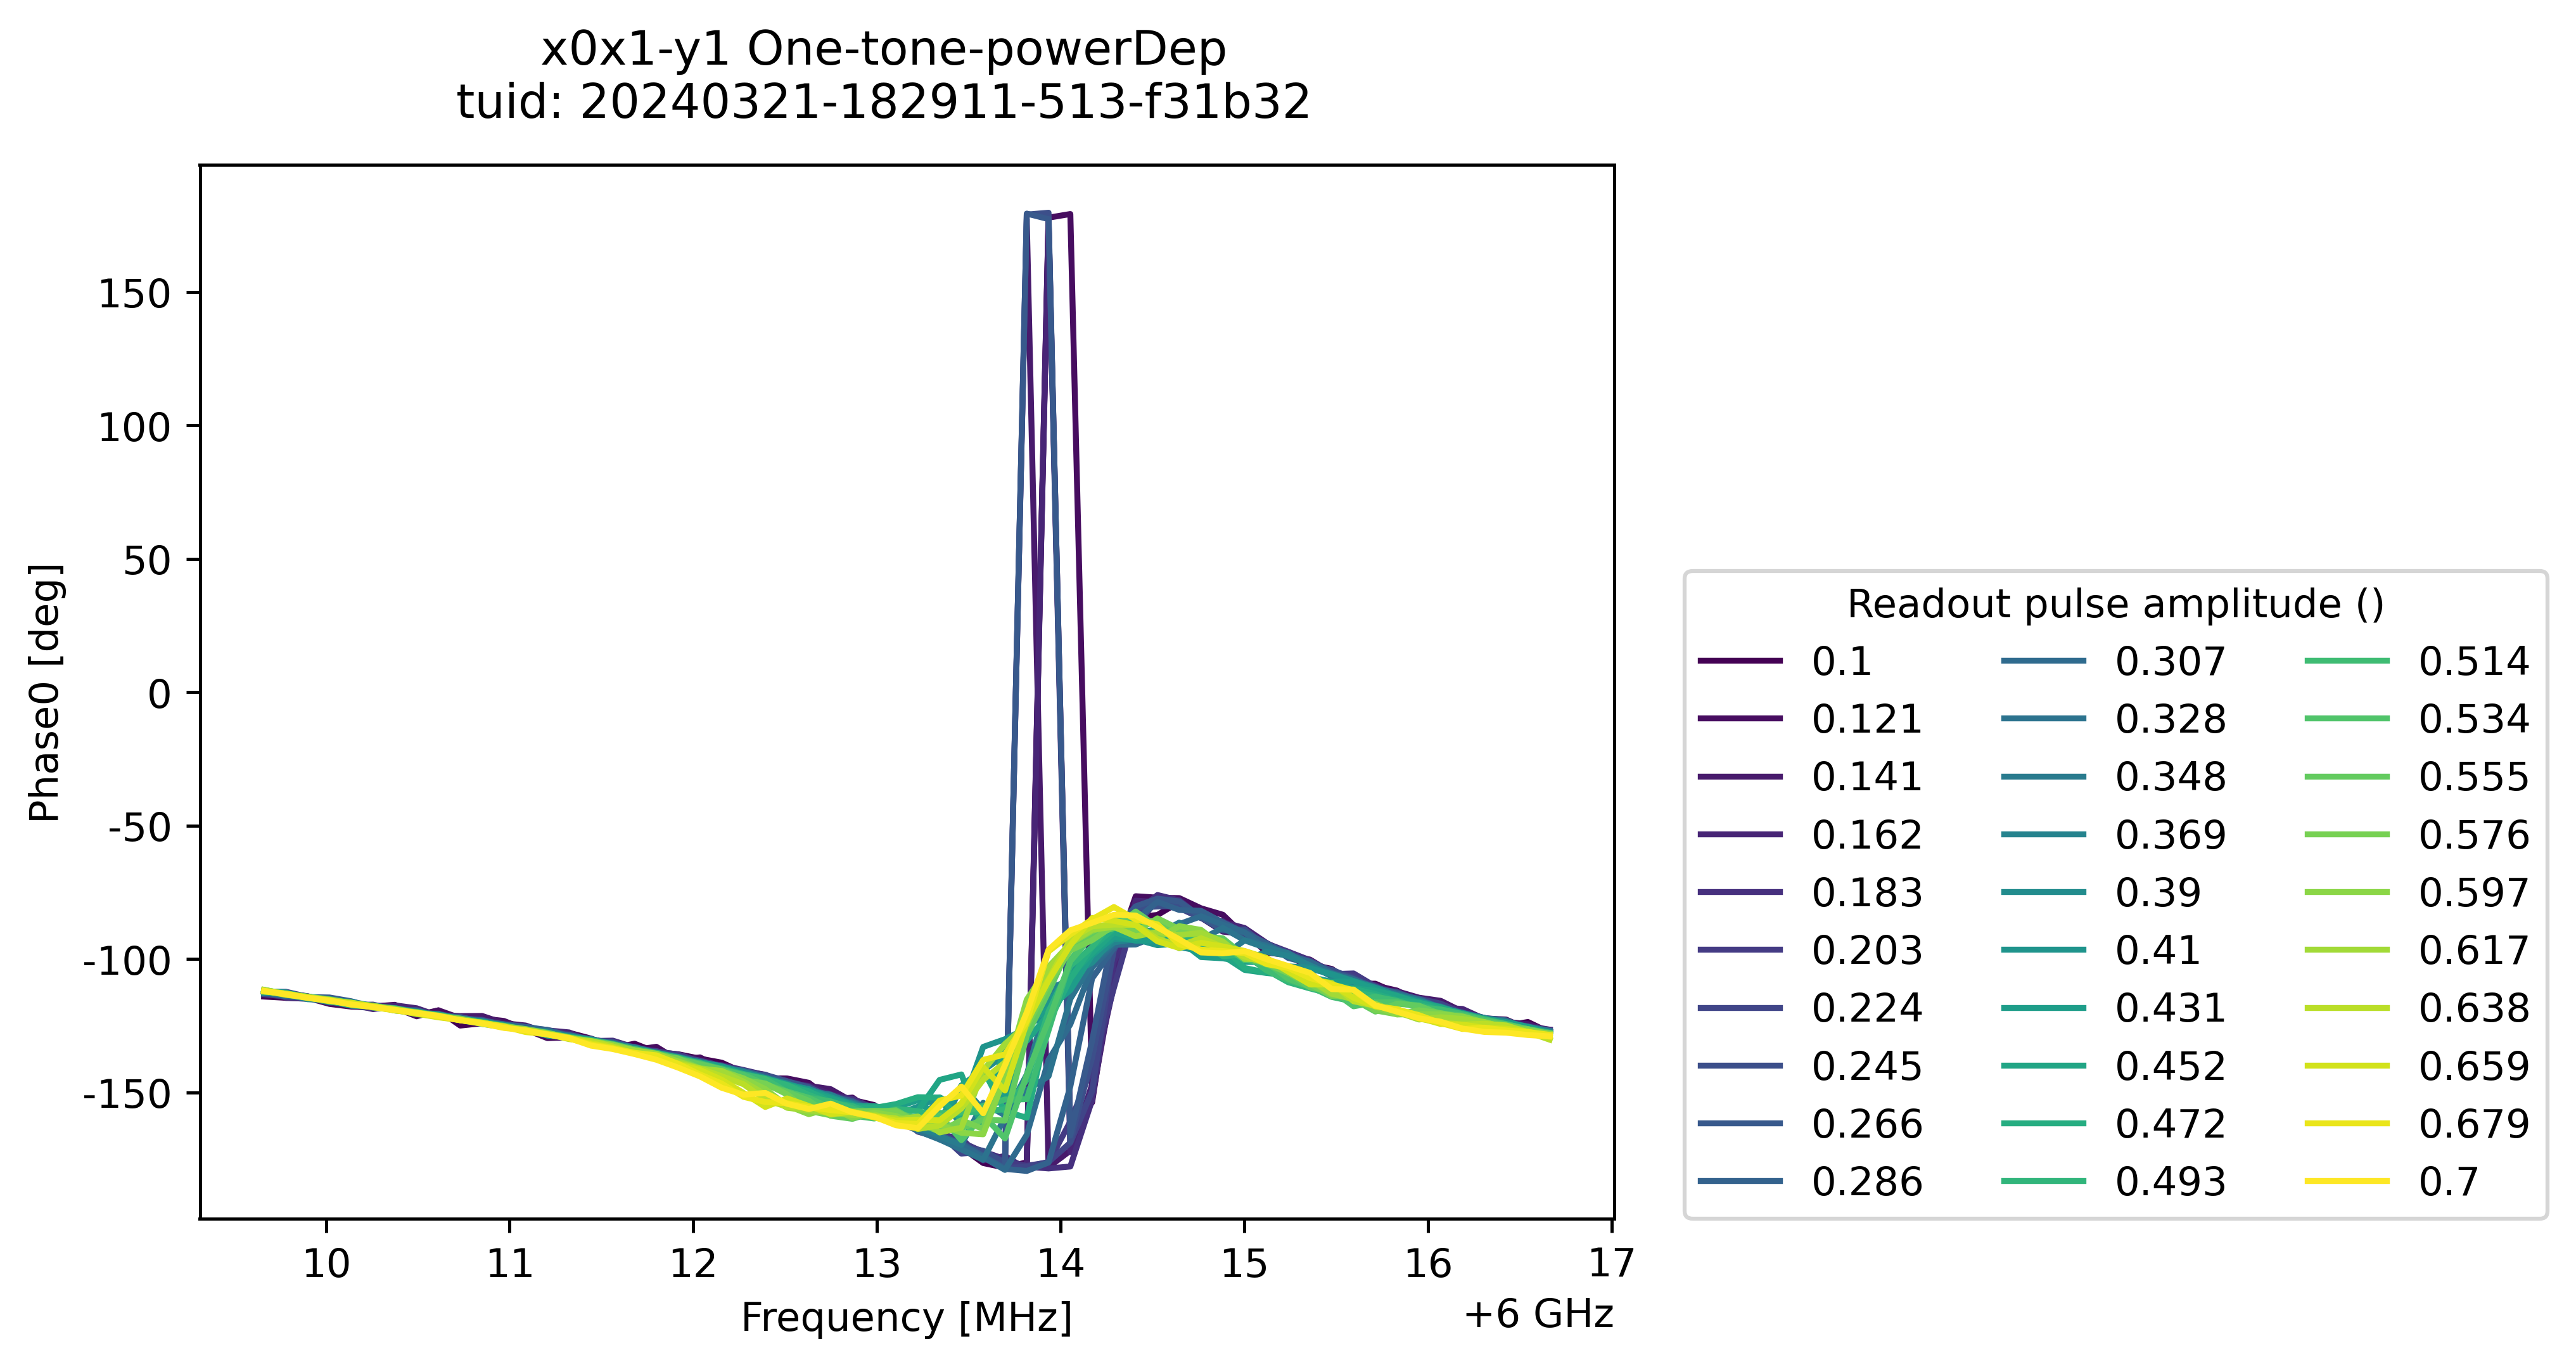 x0x1-y1 One-tone-powerDep
tuid: 20240321-182911-513-f31b32
Phase0 [deg]
150
100
50
0
-50
-100
-150
10 11 12 13 14 15 16 17
Frequency [MHz]
+6 GHz
Readout pulse amplitude ()
0.1 0.307 0.514
0.121 0.328 0.534
0.141 0.348 0.555
0.162 0.369 0.576
0.183 0.39 0.597
0.203 0.41 0.617
0.224 0.431 0.638
0.245 0.452 0.659
0.266 0.472 0.679
0.286 0.493 0.7